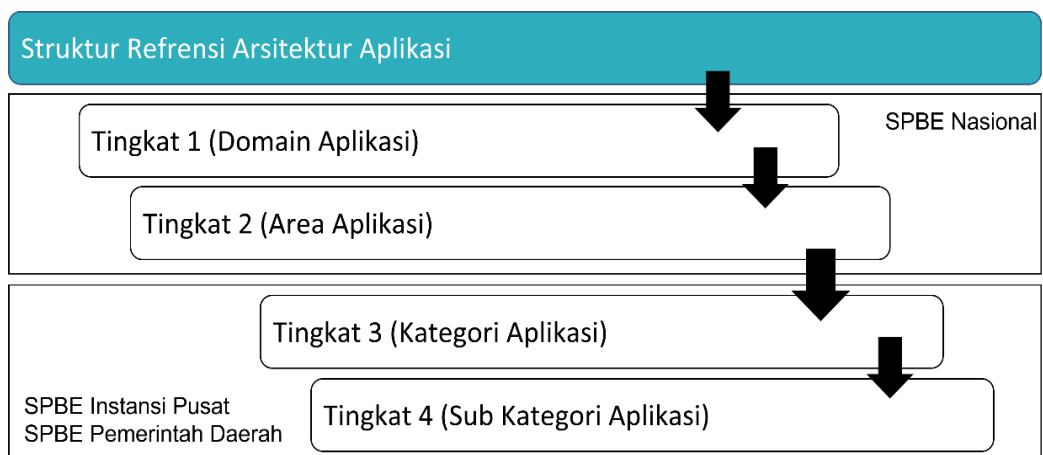 Struktur Refrensi Arsitektur Aplikasi
SPBE Nasional
Tingkat 1 (Domain Aplikasi)
Tingkat 2 (Area Aplikasi)
Tingkat 3 (Kategori Aplikasi)
SPBE Instansi Pusat
SPBE Pemerintah Daerah
Tingkat 4 (Sub Kategori Aplikasi)